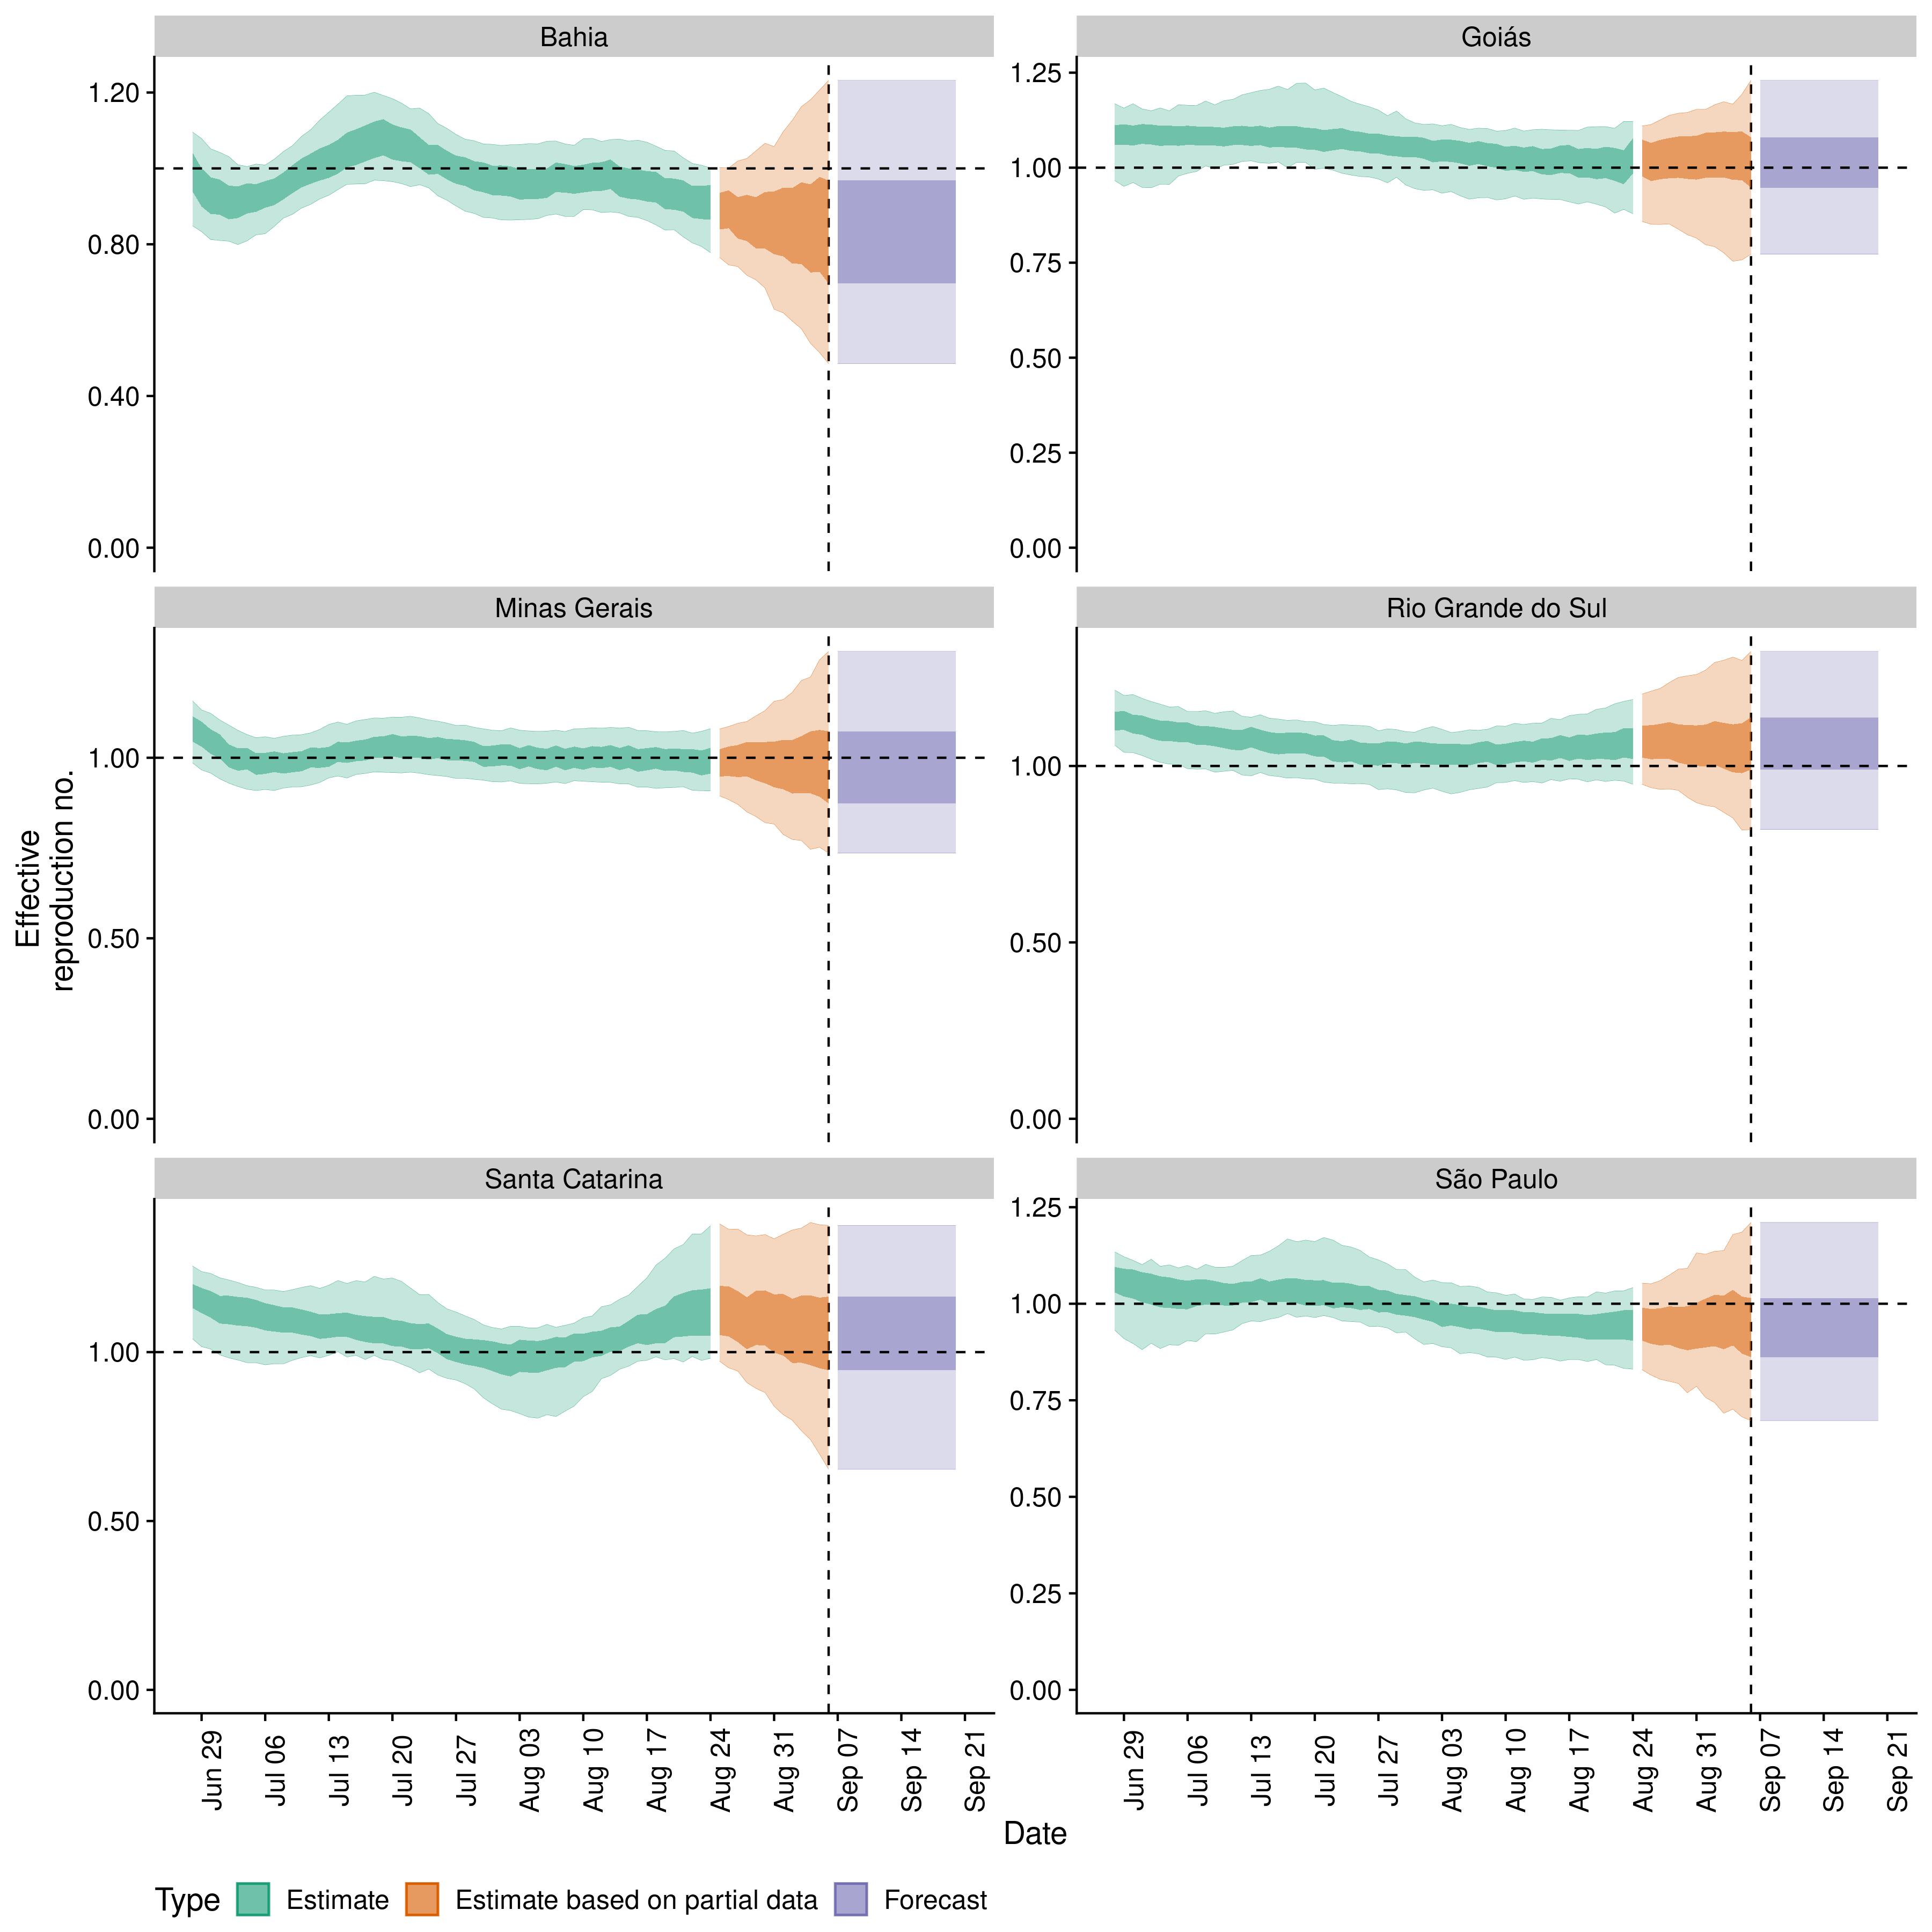 Bahia
Goiás
1.20
0.80
0.40
0.00
1.25
1.00
0.75
0.50
0.25
0.00
Minas Gerais
Rio Grande do Sul
1.00
0.50
0.00
1.00
0.50
0.00
Santa Catarina
São Paulo
1.00
0.50
0.00
1.25
1.00
0.75
0.50
0.25
0.00
Effective
reproduction no.
Jun 29
Jul 06
Jul 13
Jul 20
Jul 27
Aug 03
Aug 10
Aug 17
Aug 24
Aug 31
Sep 07
Sep 14
Sep 21
Jun 29
Jul 06
Jul 13
Jul 20
Jul 27
Aug 03
Aug 10
Aug 17
Aug 24
Aug 31
Sep 07
Sep 14
Sep 21
Date
Type Estimate Estimate based on partial data Forecast